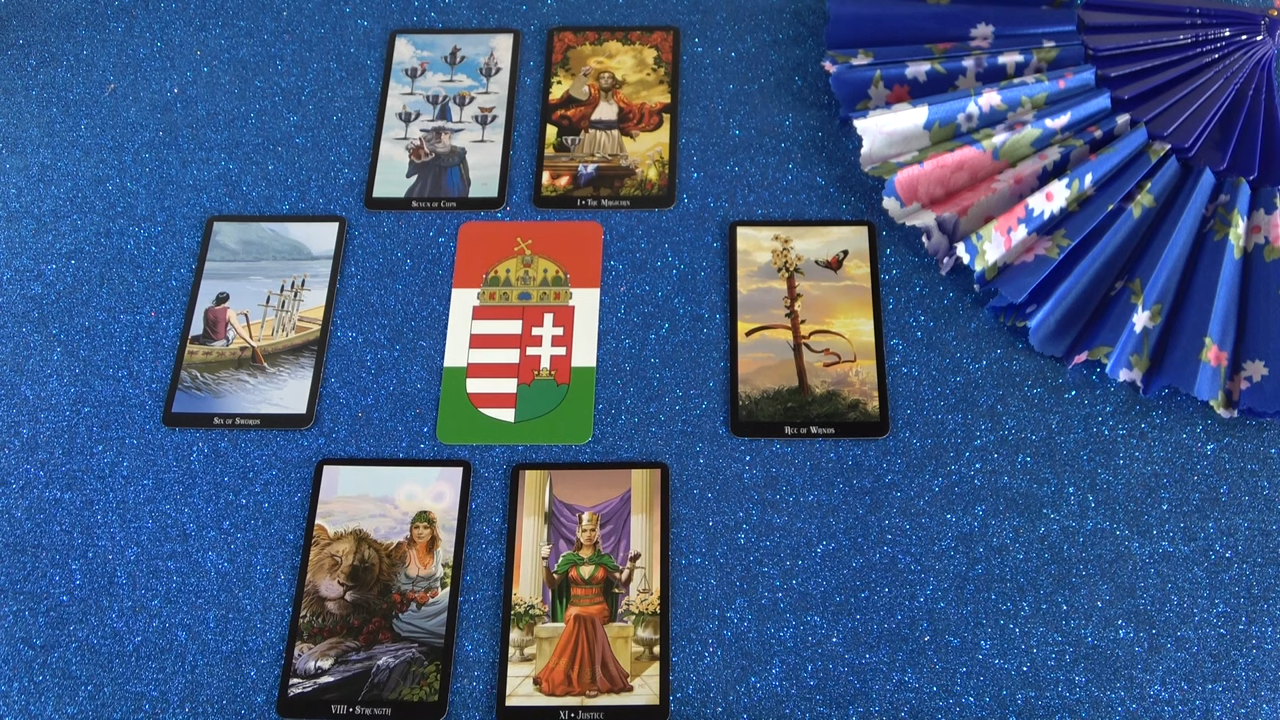 SEVEN OF CUPS
I • THE MAGICIAN
SIX OF SWORDS
ACE OF WANDS
VIII • STRENGTH
XI • JUSTICE